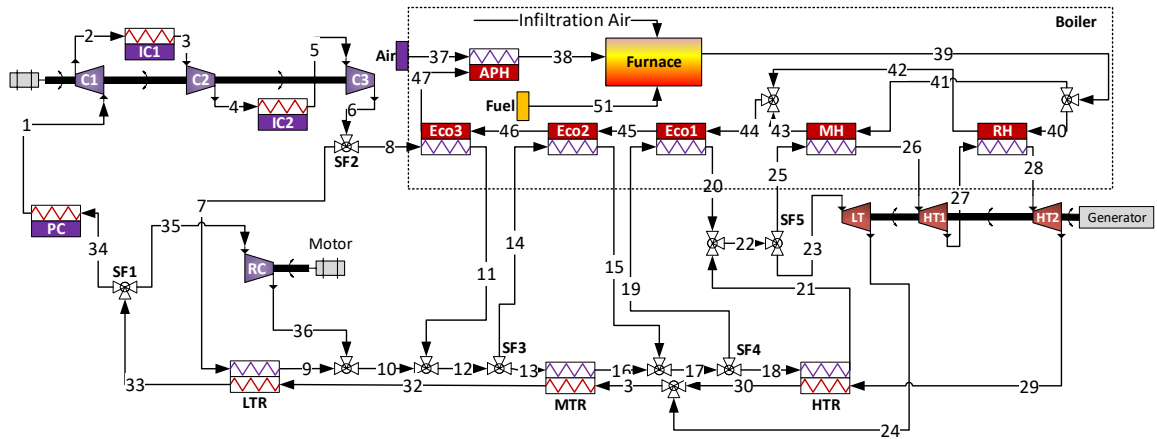 Infiltration Air
Boiler
2
3
5
39
IC1
Air
37
38
Furnace
42
41
C1
C2
C3
47
APH
4
6
Fuel
51
IC2
1
Eco3
46
Eco2
45
Eco1
44
43
MH
RH
40
SF2
8
26
28
20
25
27
7
SF5
LT
HT1
HT2
Generator
PC
35
14
22
23
34
Motor
SF1
RC
11
15
19
21
36
SF3
SF4
33
9
10
12
13
16
17
18
32
3
30
29
LTR
MTR
HTR
24